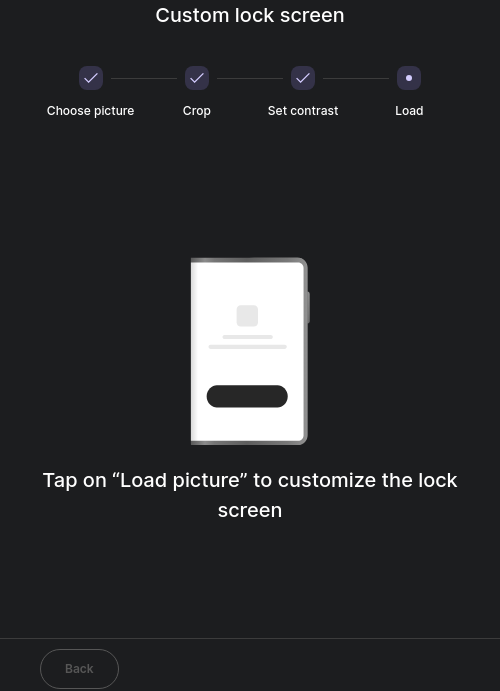 Custom lock screen
Choose picture
Crop
Set contrast
Load
Tap on “Load picture” to customize the lock
screen
Back